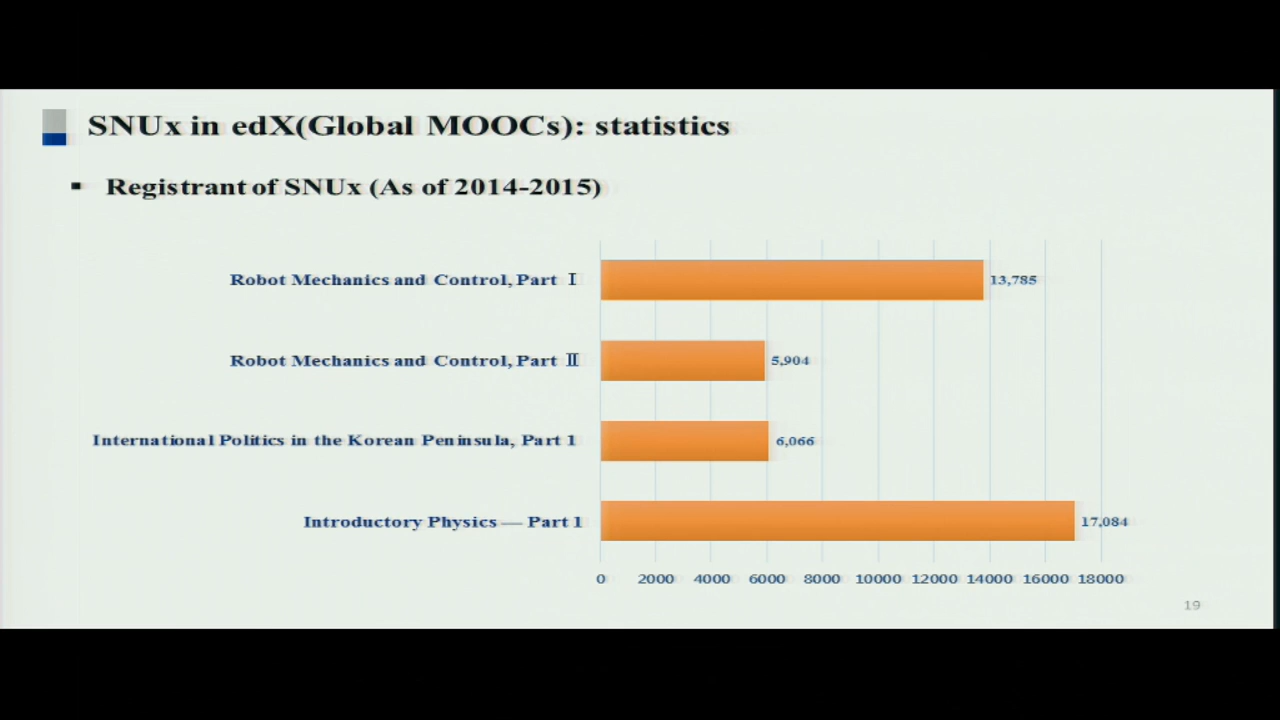 SNUx in edX(Global MOOCs): statistics
▪ Registrant of SNUx (As of 2014-2015)
Robot Mechanics and Control, Part Ⅰ 13,785
Robot Mechanics and Control, Part Ⅱ 5,904
International Politics in the Korean Peninsula, Part 1 6,066
Introductory Physics — Part 1 17,084
0 2000 4000 6000 8000 10000 12000 14000 16000 18000
19